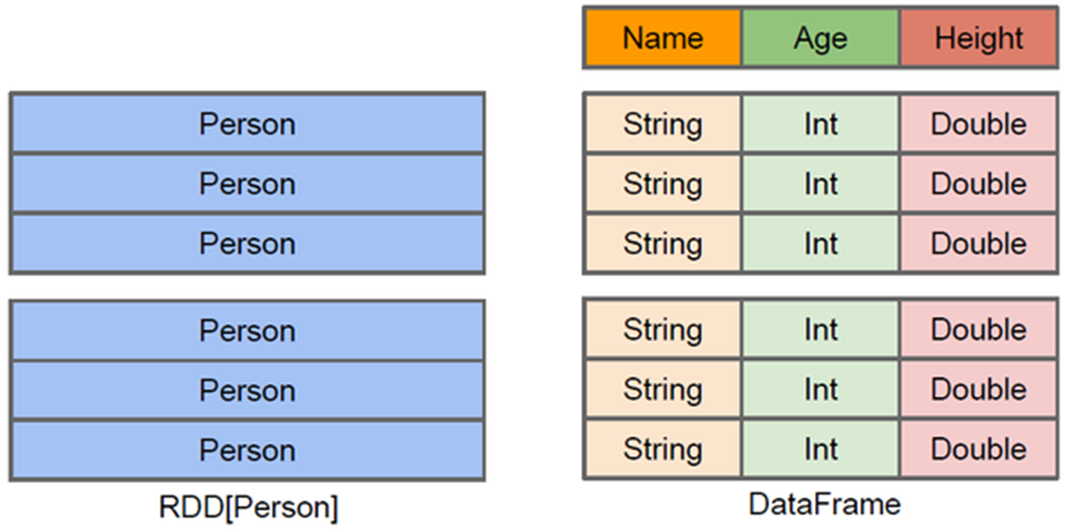 Name Age Height
Person String Int Double
Person String Int Double
Person String Int Double
Person String Int Double
Person String Int Double
Person String Int Double
RDD[Person] DataFrame